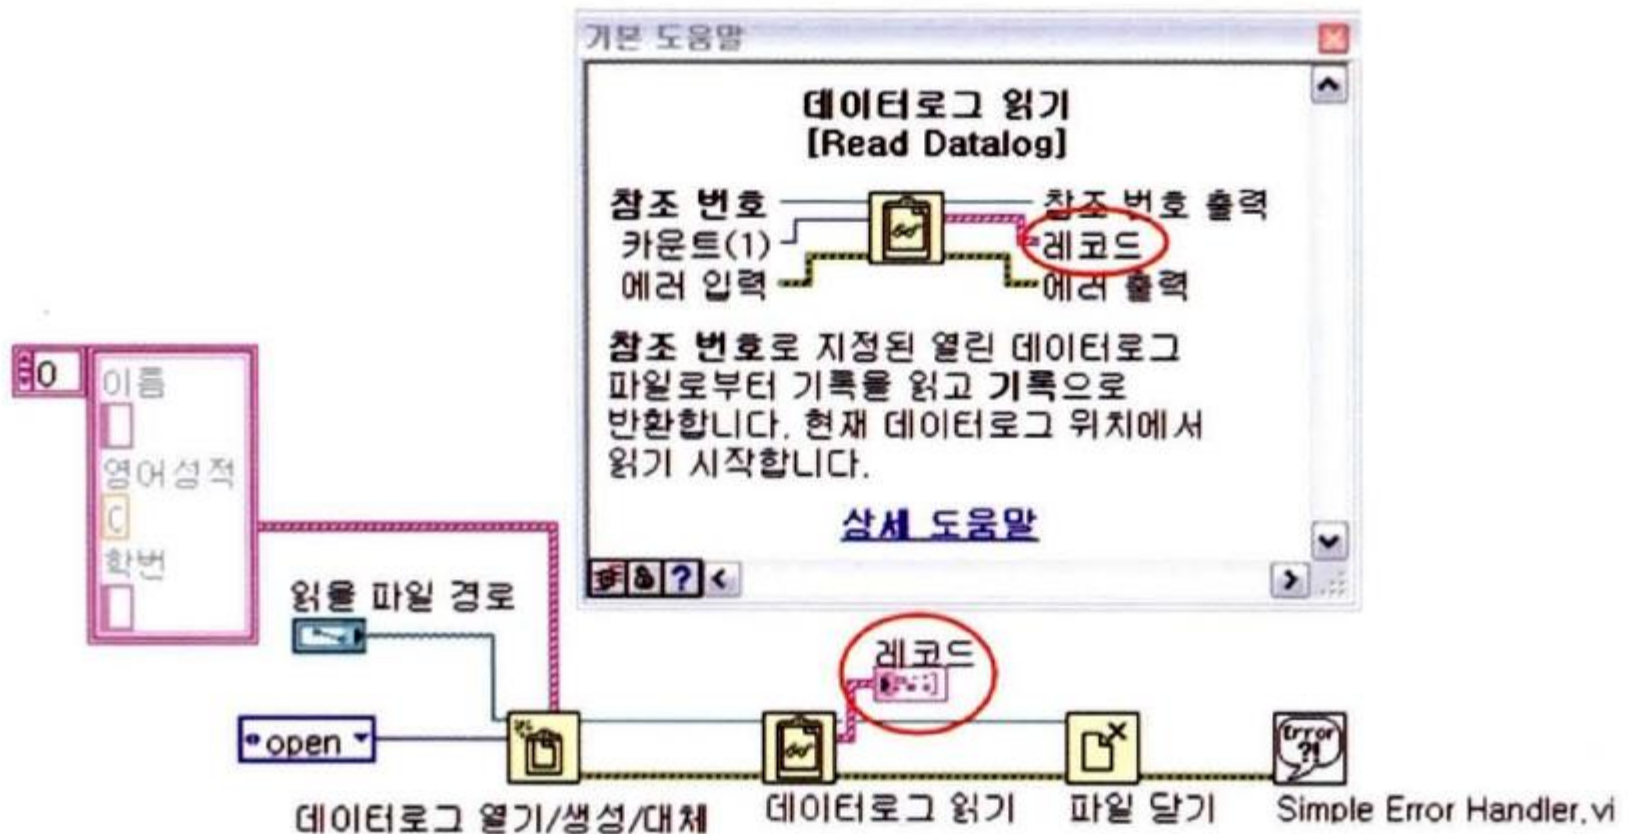 기본 도움말
데이터로그 읽기
[Read Datalog]
참조 번호
참조 번호 출력
카운트(1)
레코드
에러 입력
에러 출력
참조 번호로 지정된 열린 데이터로그
파일로부터 기록을 읽고 기록으로
반환합니다. 현재 데이터로그 위치에서
읽기 시작합니다.
상세 도움말
?
0
이름
영어성적
학번
읽을 파일 경로
레코드
open
Error
?!
데이터로그 열기/생성/대체
데이터로그 읽기
파일 닫기
Simple Error Handler.vi